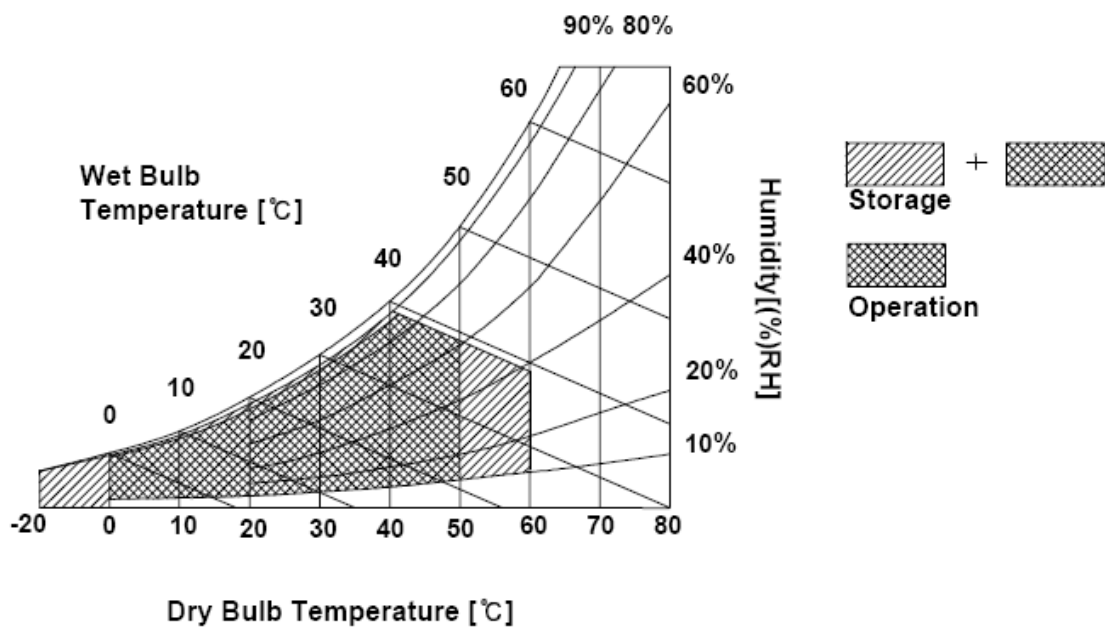 90% 80%
60
60%
Wet Bulb
Temperature [℃]
50
+
Storage
40
40%
30
Humidity[(%)RH]
Operation
20
20%
10
10%
0
-20 0 10 20 30 40 50 60 70 80
Dry Bulb Temperature [℃]